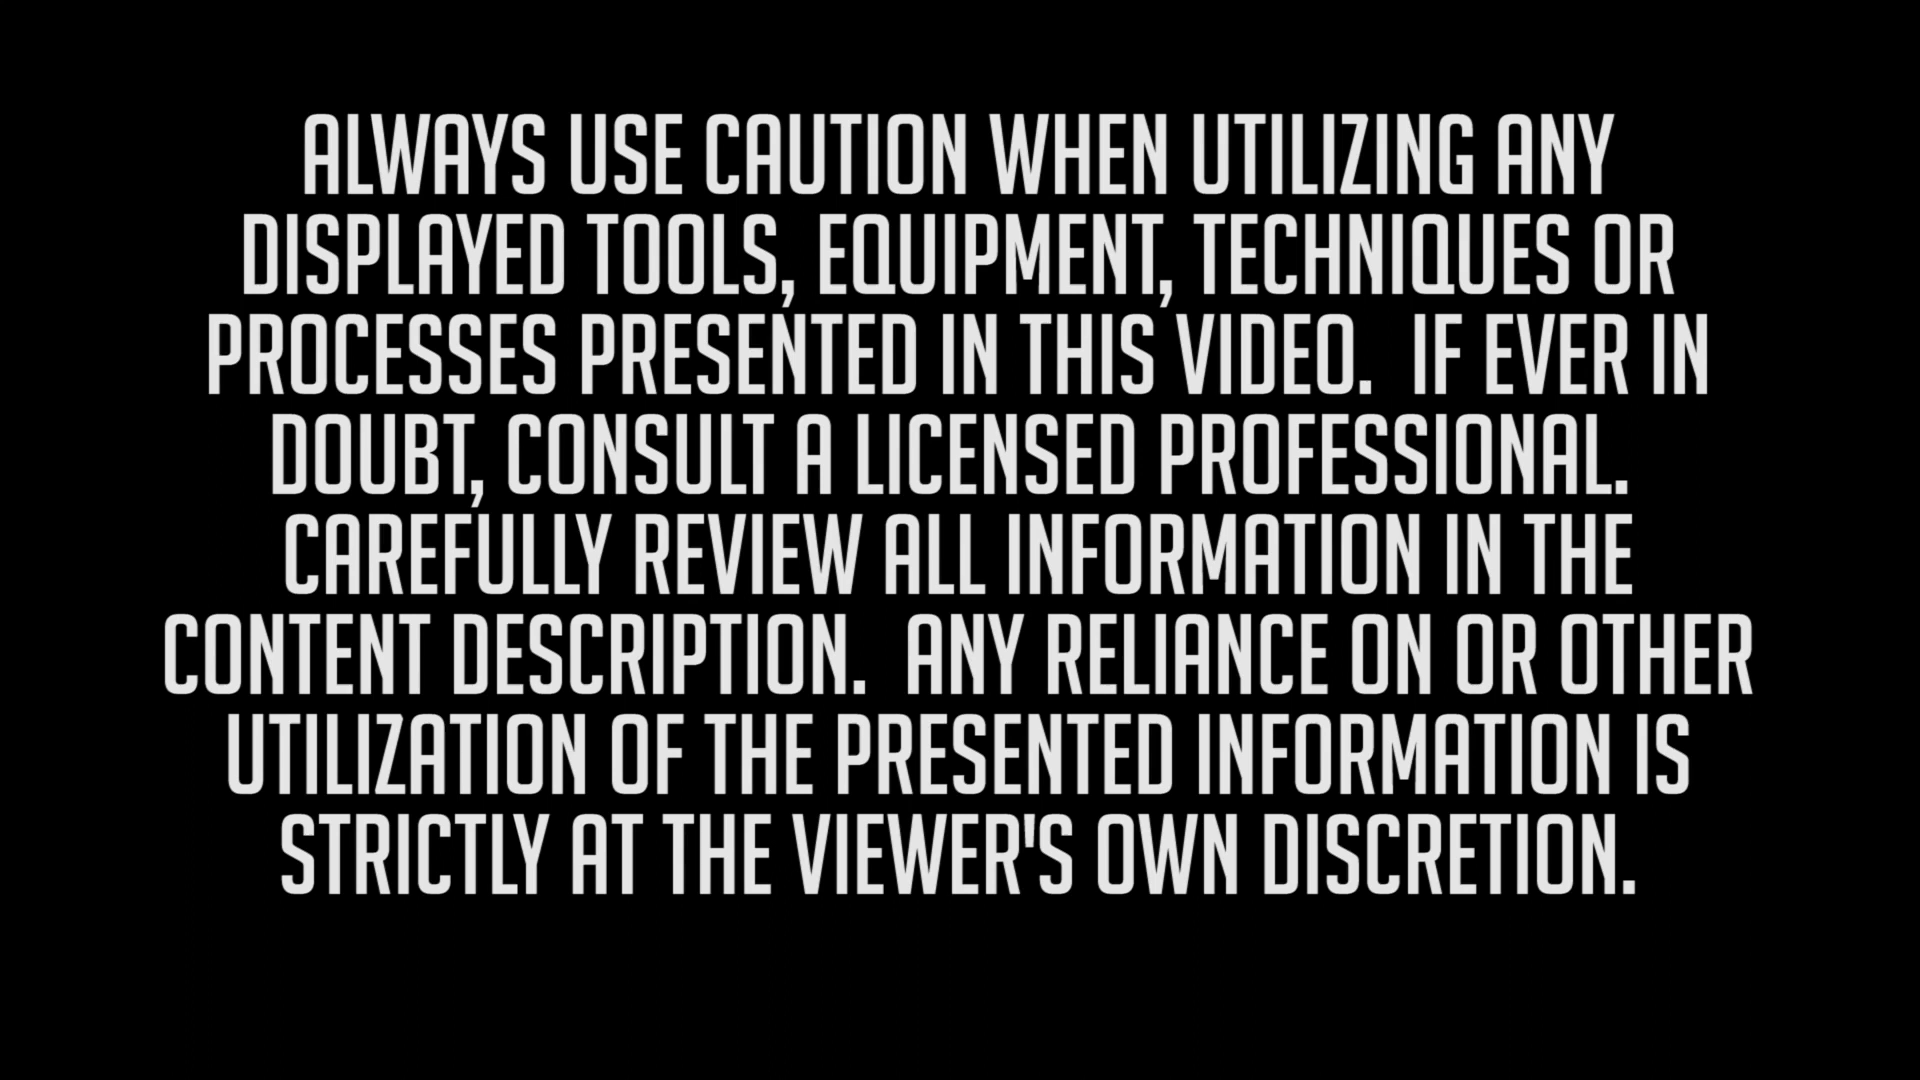 ALWAYS USE CAUTION WHEN UTILIZING ANY
DISPLAYED TOOLS, EQUIPMENT, TECHNIQUES OR
PROCESSES PRESENTED IN THIS VIDEO.  IF EVER IN
DOUBT, CONSULT A LICENSED PROFESSIONAL.
CAREFULLY REVIEW ALL INFORMATION IN THE
CONTENT DESCRIPTION.  ANY RELIANCE ON OR OTHER
UTILIZATION OF THE PRESENTED INFORMATION IS
STRICTLY AT THE VIEWER'S OWN DISCRETION.